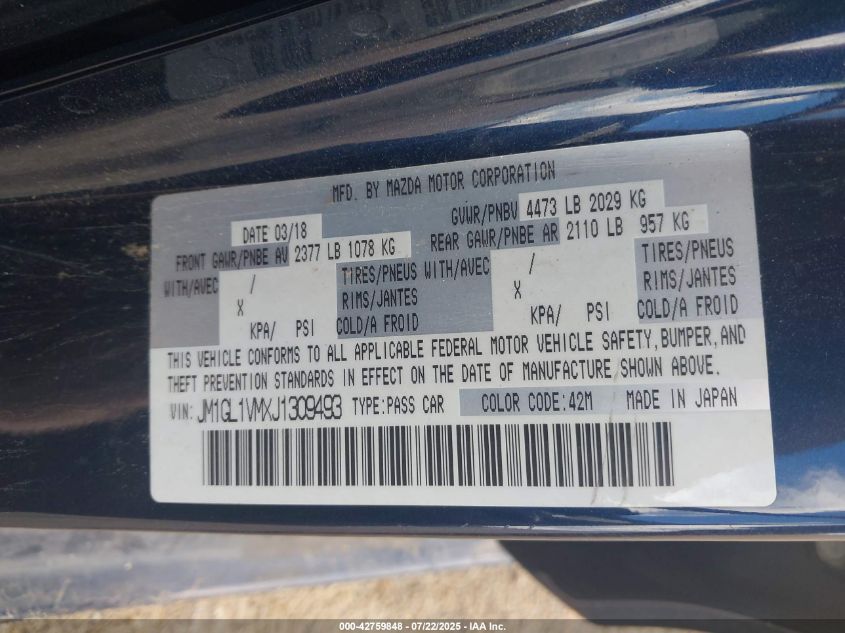 MFD. BY MAZDA MOTOR CORPORATION
DATE 03/18 GVWR/PNBV 4473 LB 2029 KG
FRONT GAWR/PNBE AV 2377 LB 1078 KG REAR GAWR/PNBE AR 2110 LB 957 KG
WITH/AVEC / TIRES/PNEUS WITH/AVEC / TIRES/PNEUS
X RIMS/JANTES X RIMS/JANTES
KPA/ PSI COLD/A FROID KPA/ PSI COLD/A FROID
THIS VEHICLE CONFORMS TO ALL APPLICABLE FEDERAL MOTOR VEHICLE SAFETY, BUMPER, AND
THEFT PREVENTION STANDARDS IN EFFECT ON THE DATE OF MANUFACTURE SHOWN ABOVE.
VIN: JM1GL1VMXJ1309493 TYPE:PASS CAR COLOR CODE:42M MADE IN JAPAN
000-42759848 - 07/22/2025 - IAA Inc.